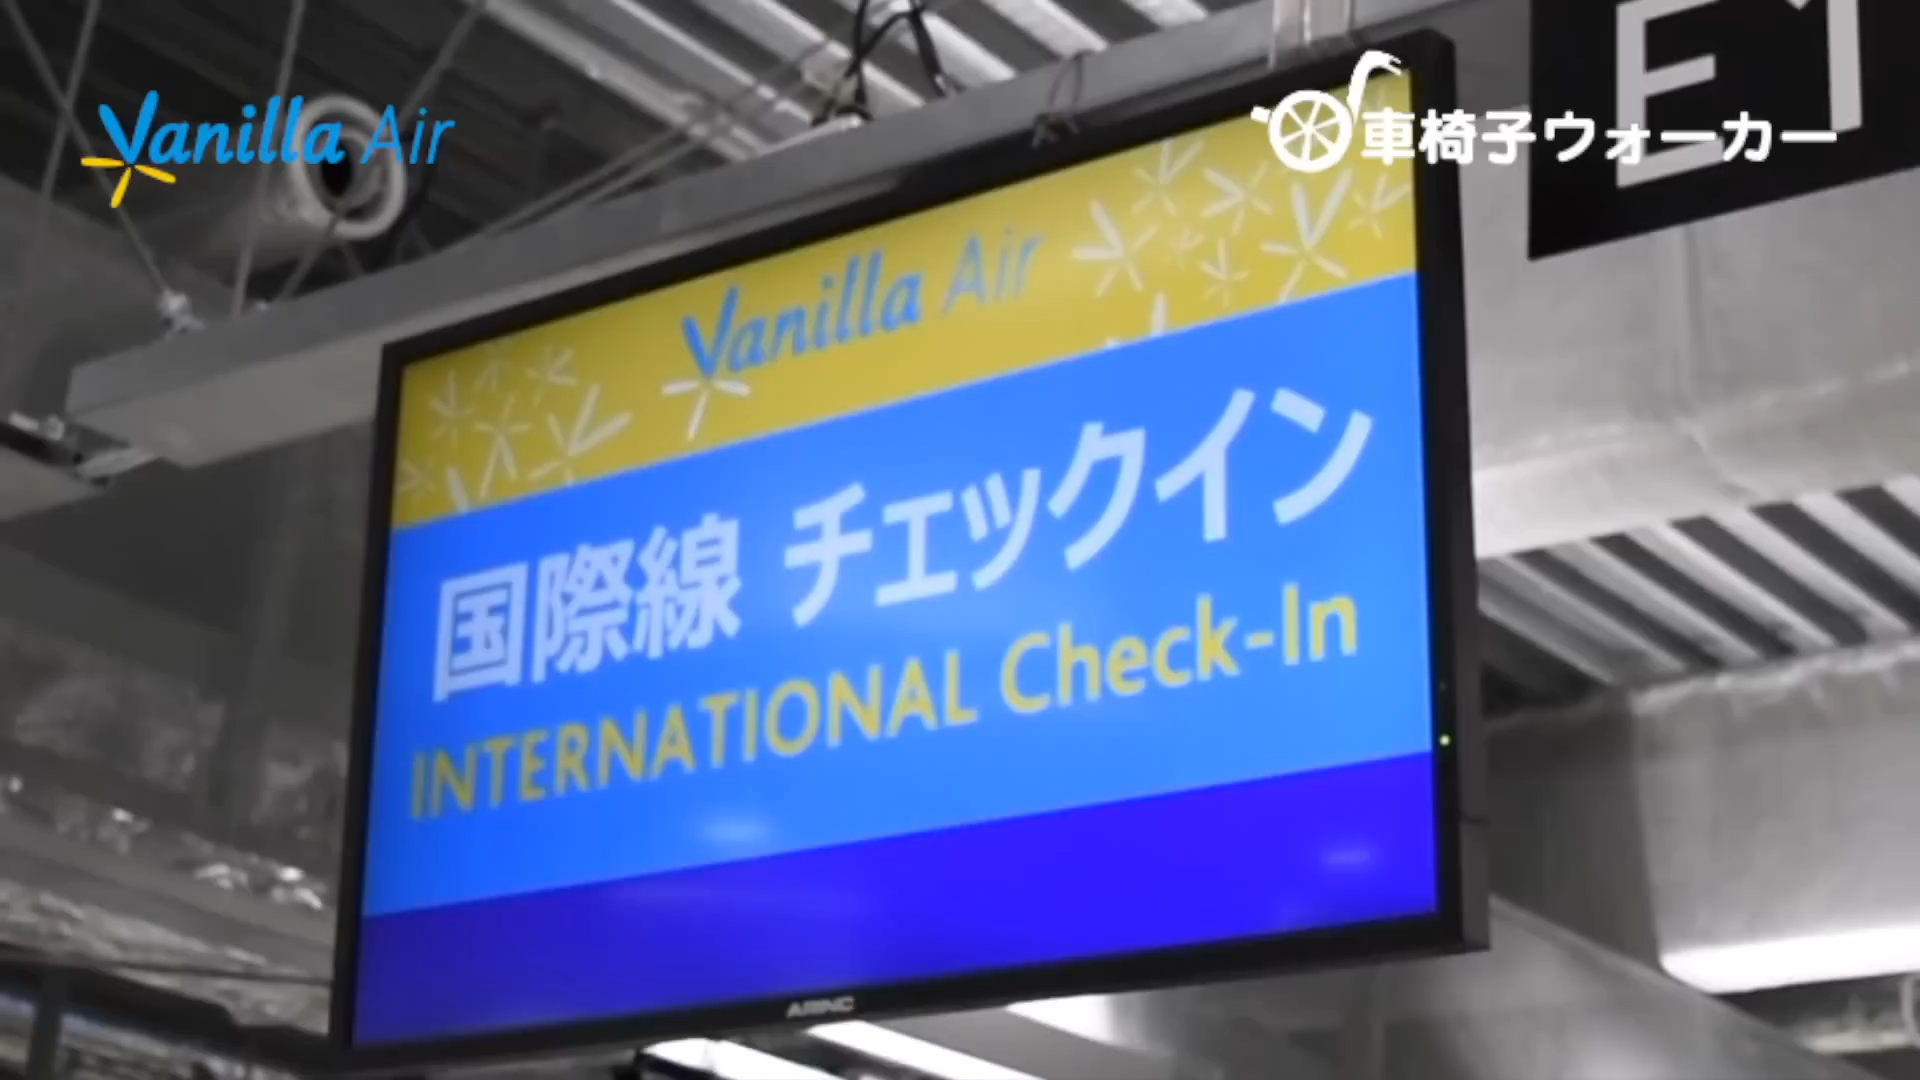 Vanilla Air
車椅子ウォーカー
E1
Vanilla Air
国際線 チェックイン
INTERNATIONAL Check-In
ARINC